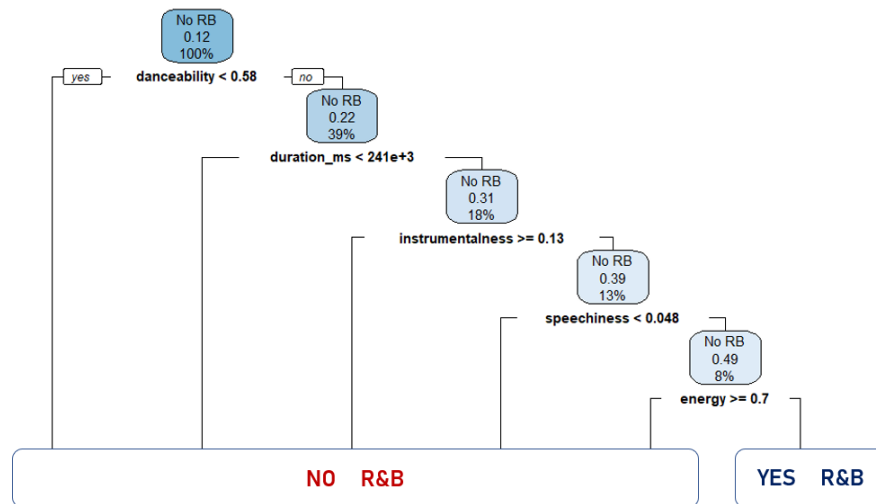 No RB
0.12
100%
yes
danceability < 0.58
no
No RB
0.22
39%
duration_ms < 241e+3
No RB
0.31
18%
instrumentalness >= 0.13
No RB
0.39
13%
speechiness < 0.048
No RB
0.49
8%
energy >= 0.7
NO R&B
YES R&B